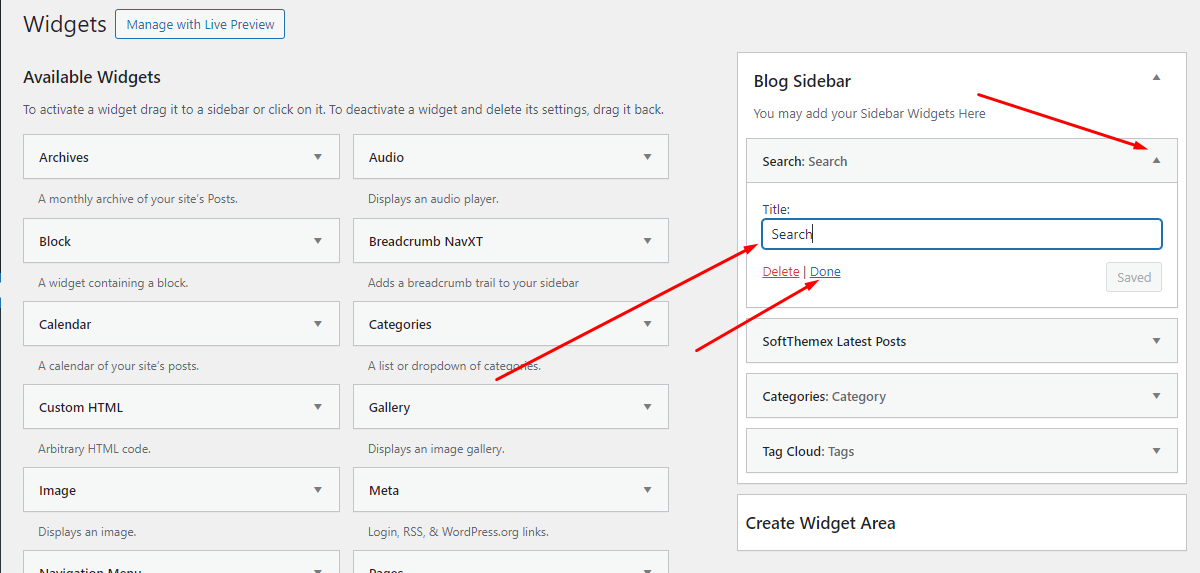 Widgets
Manage with Live Preview
Available Widgets
To activate a widget drag it to a sidebar or click on it. To deactivate a widget and delete its settings, drag it back.
Archives
Audio
A monthly archive of your site's Posts.
Displays an audio player.
Block
Breadcrumb NavXT
A widget containing a block.
Adds a breadcrumb trail to your sidebar
Calendar
Categories
A calendar of your site's posts.
A list or dropdown of categories.
Custom HTML
Gallery
Arbitrary HTML code.
Displays an image gallery.
Image
Meta
Displays an image.
Login, RSS, & WordPress.org links.
Navigation Menu
Pages
Blog Sidebar
You may add your Sidebar Widgets Here
Search: Search
Title:
Search
Delete | Done
Saved
SoftThemex Latest Posts
Categories: Category
Tag Cloud: Tags
Create Widget Area